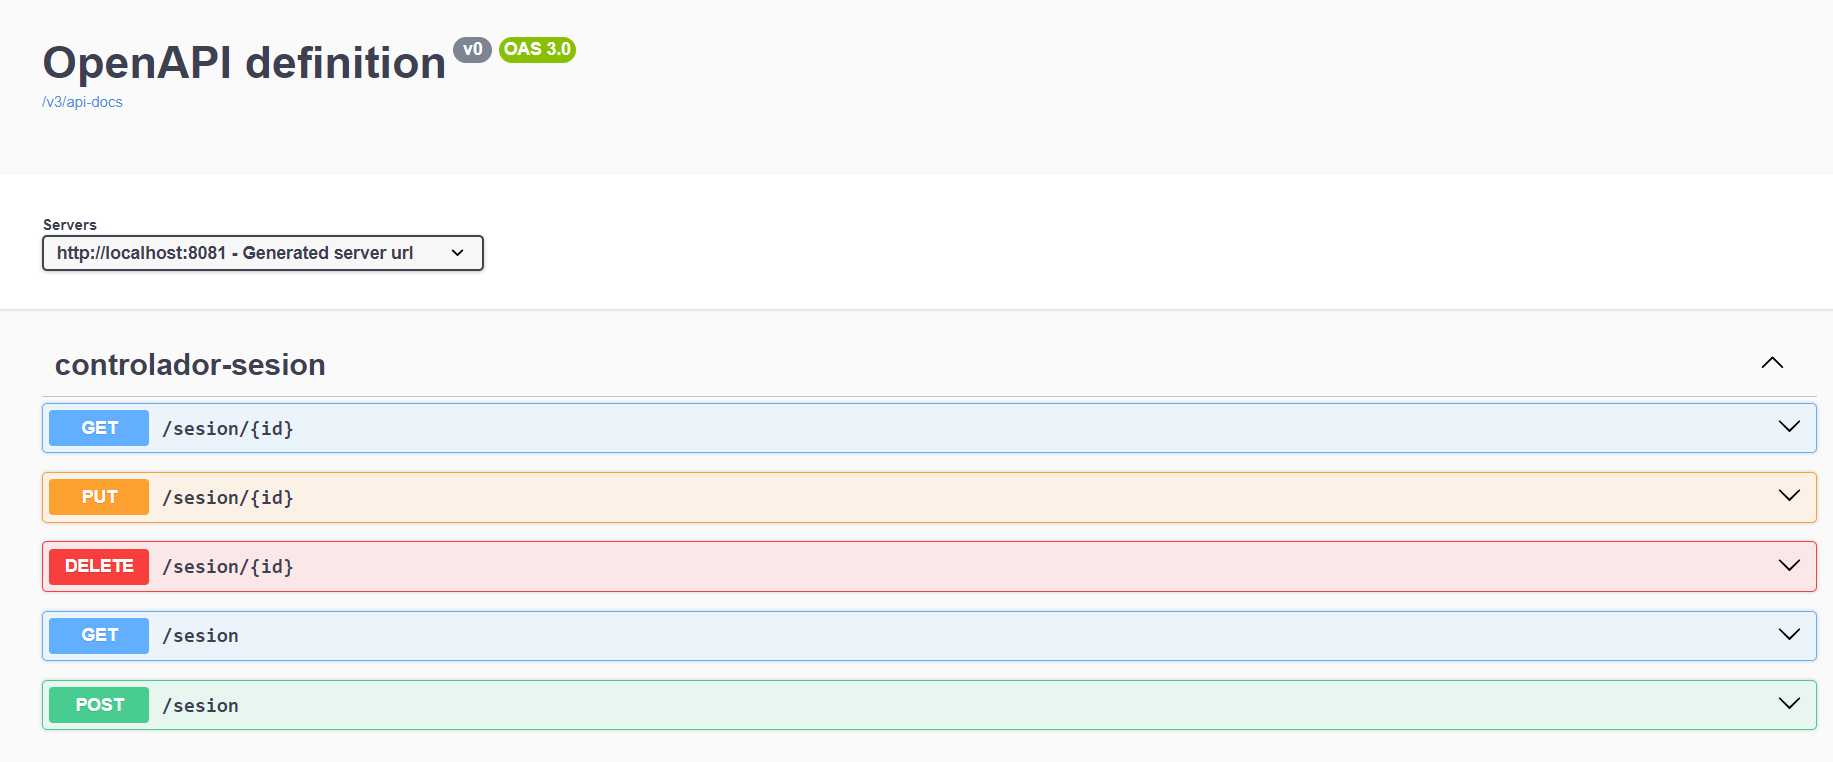 OpenAPI definition v0 OAS 3.0
/v3/api-docs
Servers
http://localhost:8081 - Generated server url
controlador-sesion
GET /sesion/{id}
PUT /sesion/{id}
DELETE /sesion/{id}
GET /sesion
POST /sesion